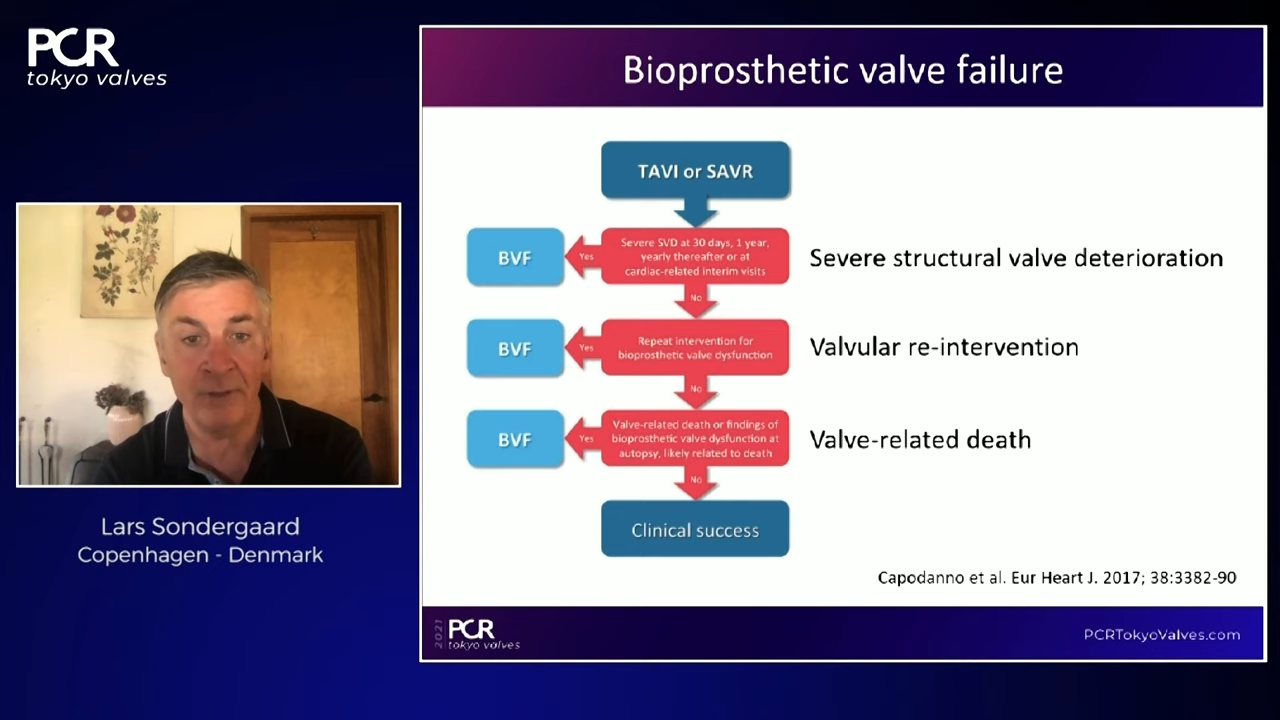 PCR
tokyo valves
Lars Sondergaard
Copenhagen - Denmark
Bioprosthetic valve failure
TAVI or SAVR
BVF
Yes
Severe SVD at 30 days, 1 year,
yearly thereafter or at
cardiac-related interim visits
Severe structural valve deterioration
No
BVF
Yes
Repeat intervention for
bioprosthetic valve dysfunction
Valvular re-intervention
No
BVF
Yes
Valve-related death or findings of
bioprosthetic valve dysfunction at
autopsy, likely related to death
Valve-related death
No
Clinical success
Capodanno et al. Eur Heart J. 2017; 38:3382-90
2021
PCR
tokyo valves
PCRTokyoValves.com